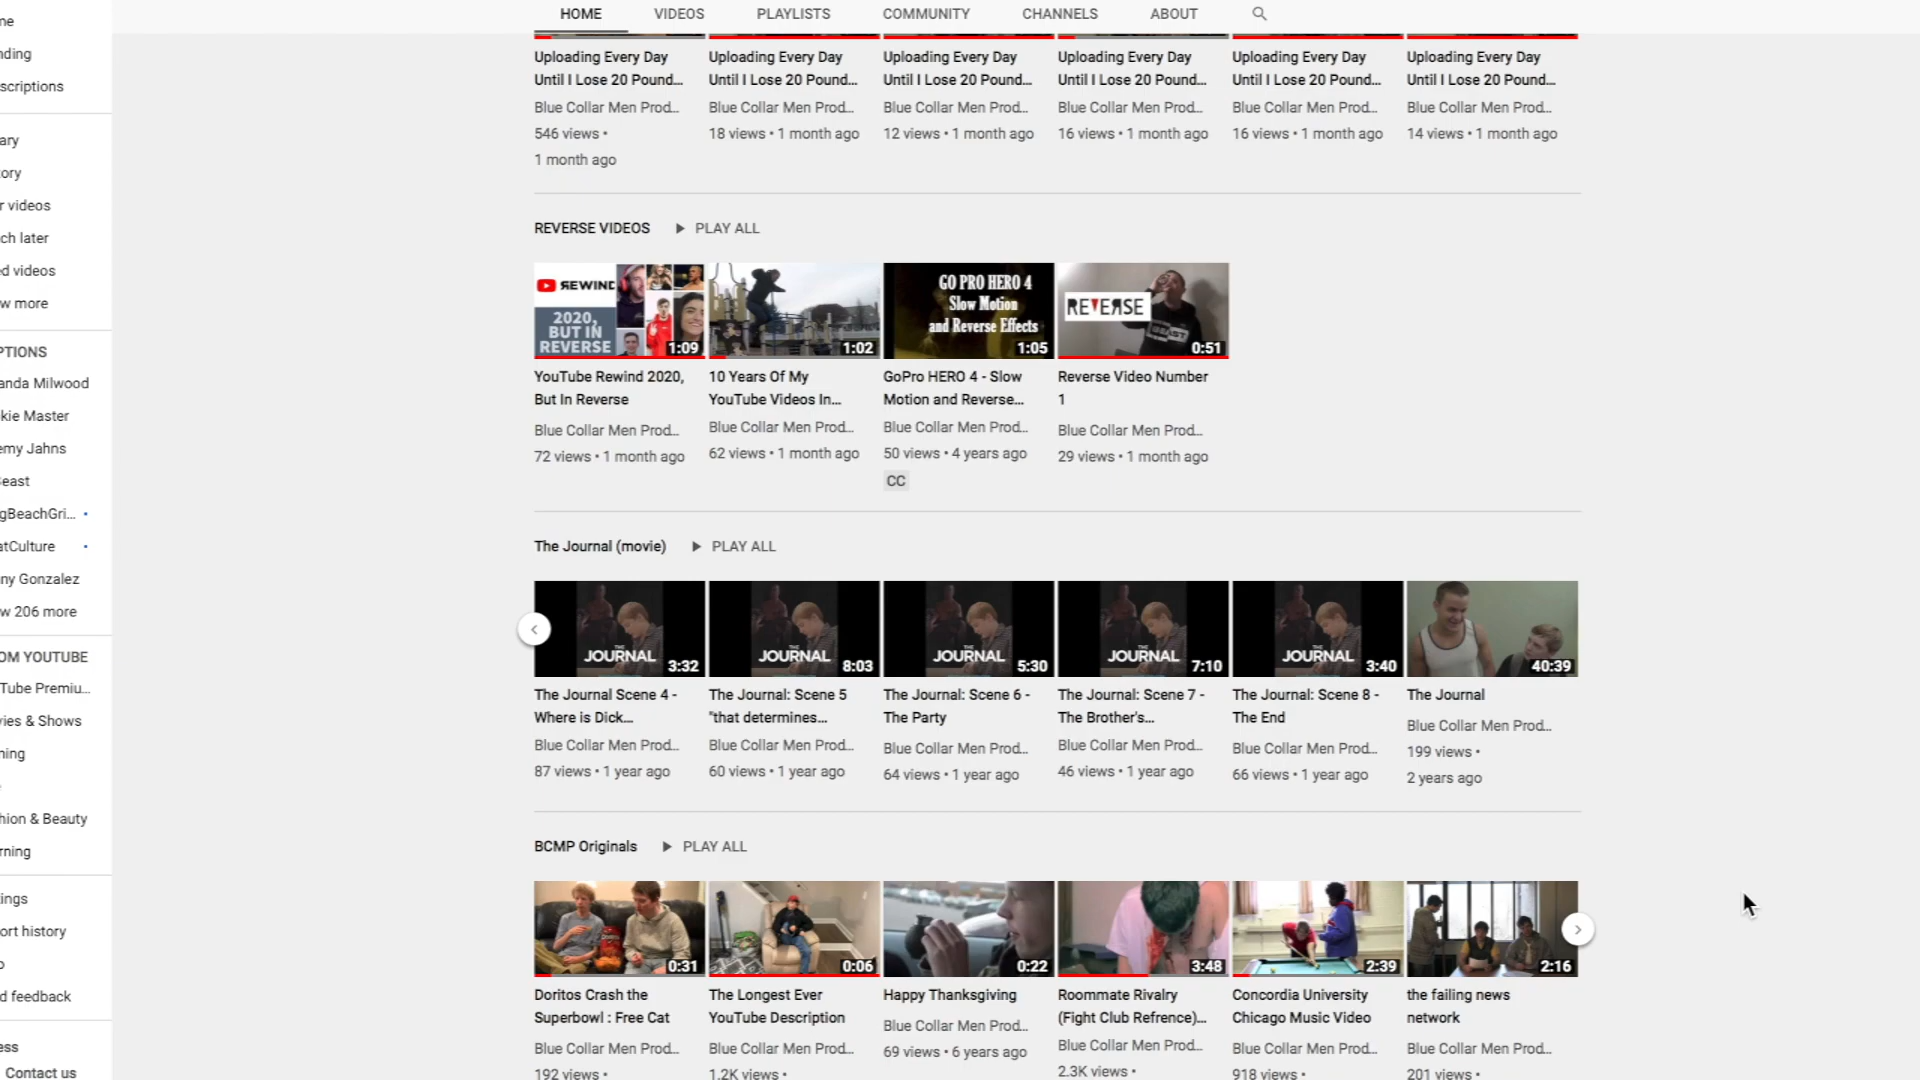 HOME VIDEOS PLAYLISTS COMMUNITY CHANNELS ABOUT
me
nding
scriptions
ary
ory
r videos
ch later
ed videos
w more
PTIONS
anda Milwood
kie Master
emy Jahns
east
gBeachGri... •
atCulture •
ny Gonzalez
w 206 more
OM YOUTUBE
Tube Premiu...
vies & Shows
ning
hion & Beauty
rning
ings
ort history
d feedback
ess
Contact us
Uploading Every Day
Until I Lose 20 Pound...
Blue Collar Men Prod...
546 views •
1 month ago
Uploading Every Day
Until I Lose 20 Pound...
Blue Collar Men Prod...
18 views • 1 month ago
Uploading Every Day
Until I Lose 20 Pound...
Blue Collar Men Prod...
12 views • 1 month ago
Uploading Every Day
Until I Lose 20 Pound...
Blue Collar Men Prod...
16 views • 1 month ago
Uploading Every Day
Until I Lose 20 Pound...
Blue Collar Men Prod...
16 views • 1 month ago
Uploading Every Day
Until I Lose 20 Pound...
Blue Collar Men Prod...
14 views • 1 month ago
REVERSE VIDEOS PLAY ALL
REWIND
2020,
BUT IN
REVERSE
1:09
YouTube Rewind 2020,
But In Reverse
Blue Collar Men Prod...
72 views • 1 month ago
1:02
10 Years Of My
YouTube Videos In...
Blue Collar Men Prod...
62 views • 1 month ago
GO PRO HERO 4
Slow Motion
and Reverse Effects
1:05
GoPro HERO 4 - Slow
Motion and Reverse...
Blue Collar Men Prod...
50 views • 4 years ago
CC
REVERSE
BEAST
0:51
Reverse Video Number
1
Blue Collar Men Prod...
29 views • 1 month ago
The Journal (movie) PLAY ALL
THE
JOURNAL
3:32
The Journal Scene 4 -
Where is Dick...
Blue Collar Men Prod...
87 views • 1 year ago
THE
JOURNAL
8:03
The Journal: Scene 5
"that determines...
Blue Collar Men Prod...
60 views • 1 year ago
THE
JOURNAL
5:30
The Journal: Scene 6 -
The Party
Blue Collar Men Prod...
64 views • 1 year ago
THE
JOURNAL
7:10
The Journal: Scene 7 -
The Brother's...
Blue Collar Men Prod...
46 views • 1 year ago
THE
JOURNAL
3:40
The Journal: Scene 8 -
The End
Blue Collar Men Prod...
66 views • 1 year ago
40:39
The Journal
Blue Collar Men Prod...
199 views •
2 years ago
BCMP Originals PLAY ALL
0:31
Doritos Crash the
Superbowl : Free Cat
Blue Collar Men Prod...
192 views •
0:06
The Longest Ever
YouTube Description
Blue Collar Men Prod...
1.2K views •
0:22
Happy Thanksgiving
Blue Collar Men Prod...
69 views • 6 years ago
3:48
Roommate Rivalry
(Fight Club Refrence)...
Blue Collar Men Prod...
2.3K views •
2:39
Concordia University
Chicago Music Video
Blue Collar Men Prod...
918 views •
2:16
the failing news
network
Blue Collar Men Prod...
201 views •